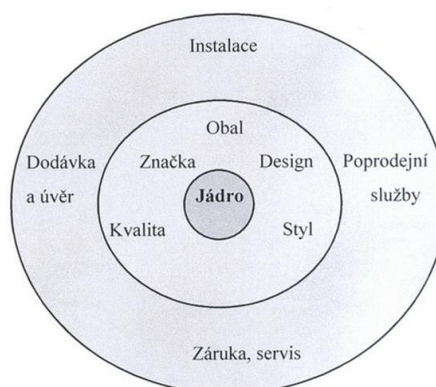 Instalace
Obal
Dodávka
a úvěr
Značka
Design
Poprodejní
služby
Jádro
Kvalita
Styl
Záruka, servis